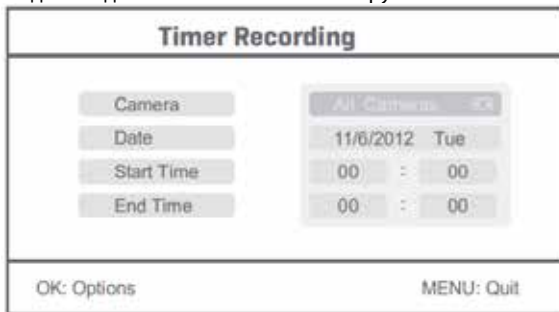 Timer Recording
Camera All Cameras
Date 11/6/2012 Tue
Start Time 00 : 00
End Time 00 : 00
OK: Options MENU: Quit